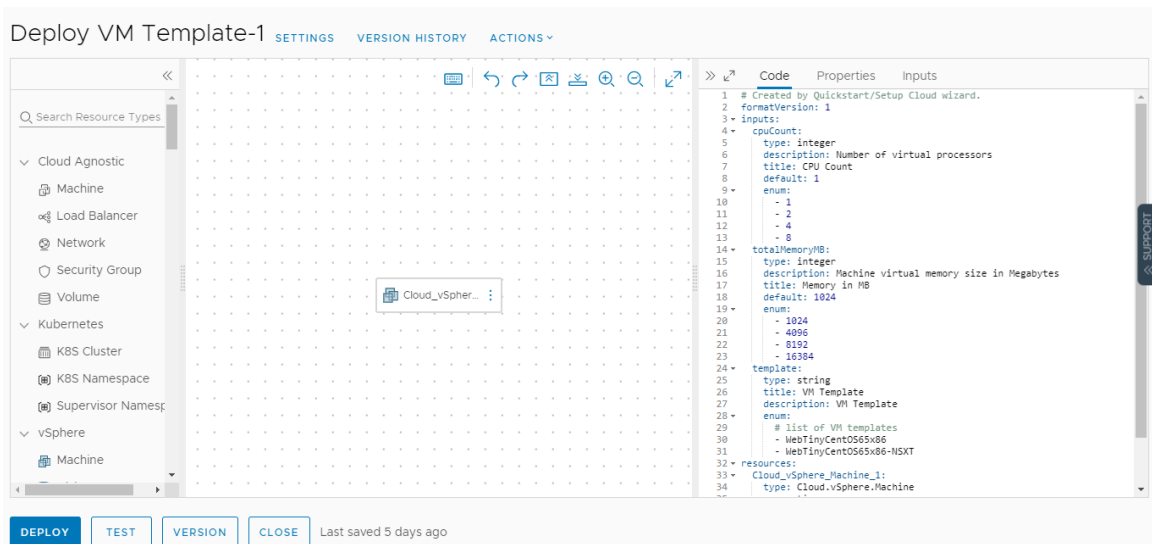 Deploy VM Template-1 SETTINGS VERSION HISTORY ACTIONS
Search Resource Types
Cloud Agnostic
Machine
Load Balancer
Network
Security Group
Volume
Kubernetes
K8S Cluster
K8S Namespace
Supervisor Namesp
vSphere
Machine
Cloud_vSpher...
Code Properties Inputs
1 # Created by Quickstart/Setup Cloud wizard.
2 formatVersion: 1
3 inputs:
4 cpuCount:
5 type: integer
6 description: Number of virtual processors
7 title: CPU Count
8 default: 1
9 enum:
10 - 1
11 - 2
12 - 4
13 - 8
14 totalMemoryMB:
15 type: integer
16 description: Machine virtual memory size in Megabytes
17 title: Memory in MB
18 default: 1024
19 enum:
20 - 1024
21 - 4096
22 - 8192
23 - 16384
24 template:
25 type: string
26 title: VM Template
27 description: VM Template
28 enum:
29 # list of VM templates
30 - WebTinyCentOS65x86
31 - WebTinyCentOS65x86-NSXT
32 resources:
33 Cloud_vSphere_Machine_1:
34 type: Cloud.vSphere.Machine
SUPPORT
DEPLOY TEST VERSION CLOSE Last saved 5 days ago